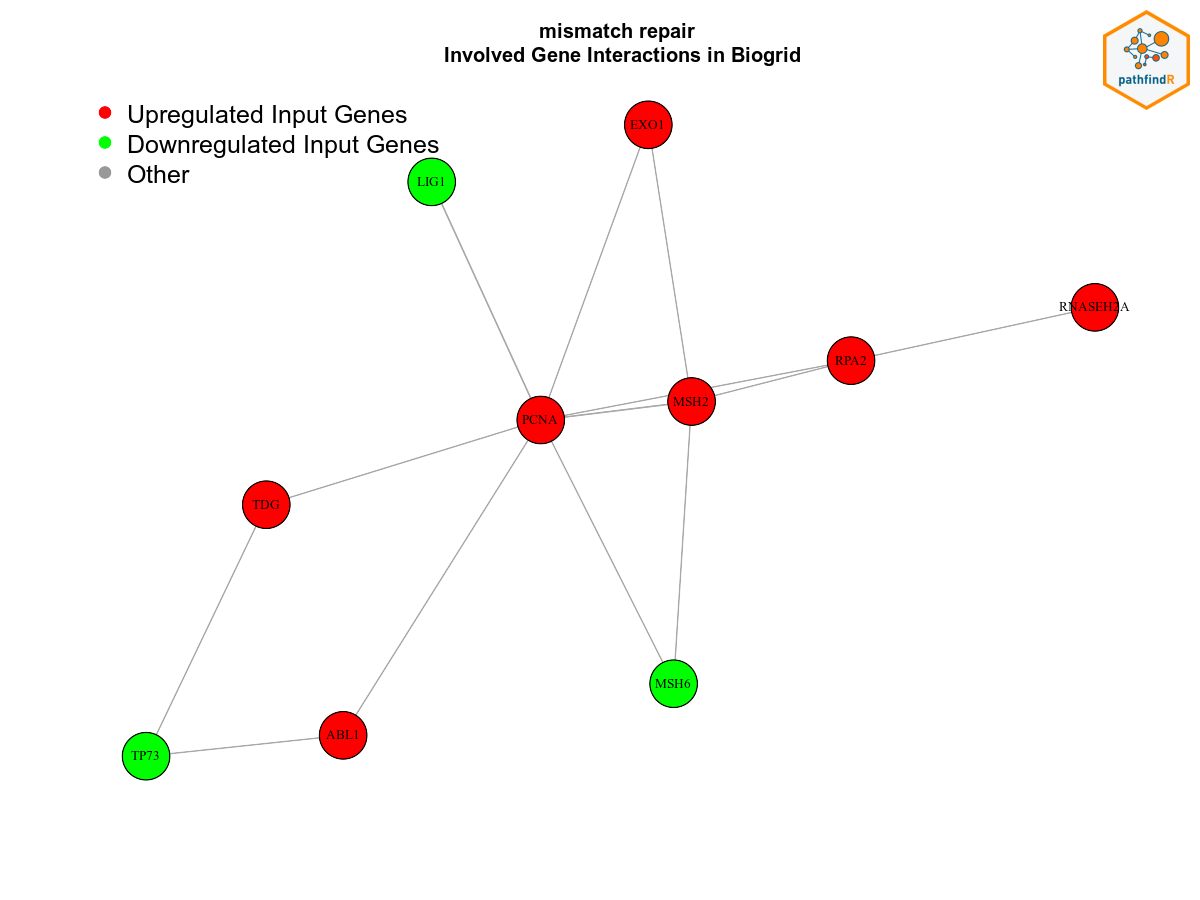 mismatch repair
Involved Gene Interactions in Biogrid
pathfindR
Upregulated Input Genes
Downregulated Input Genes
Other
EXO1
LIG1
RNASEH2A
RPA2
MSH2
PCNA
TDG
MSH6
ABL1
TP73